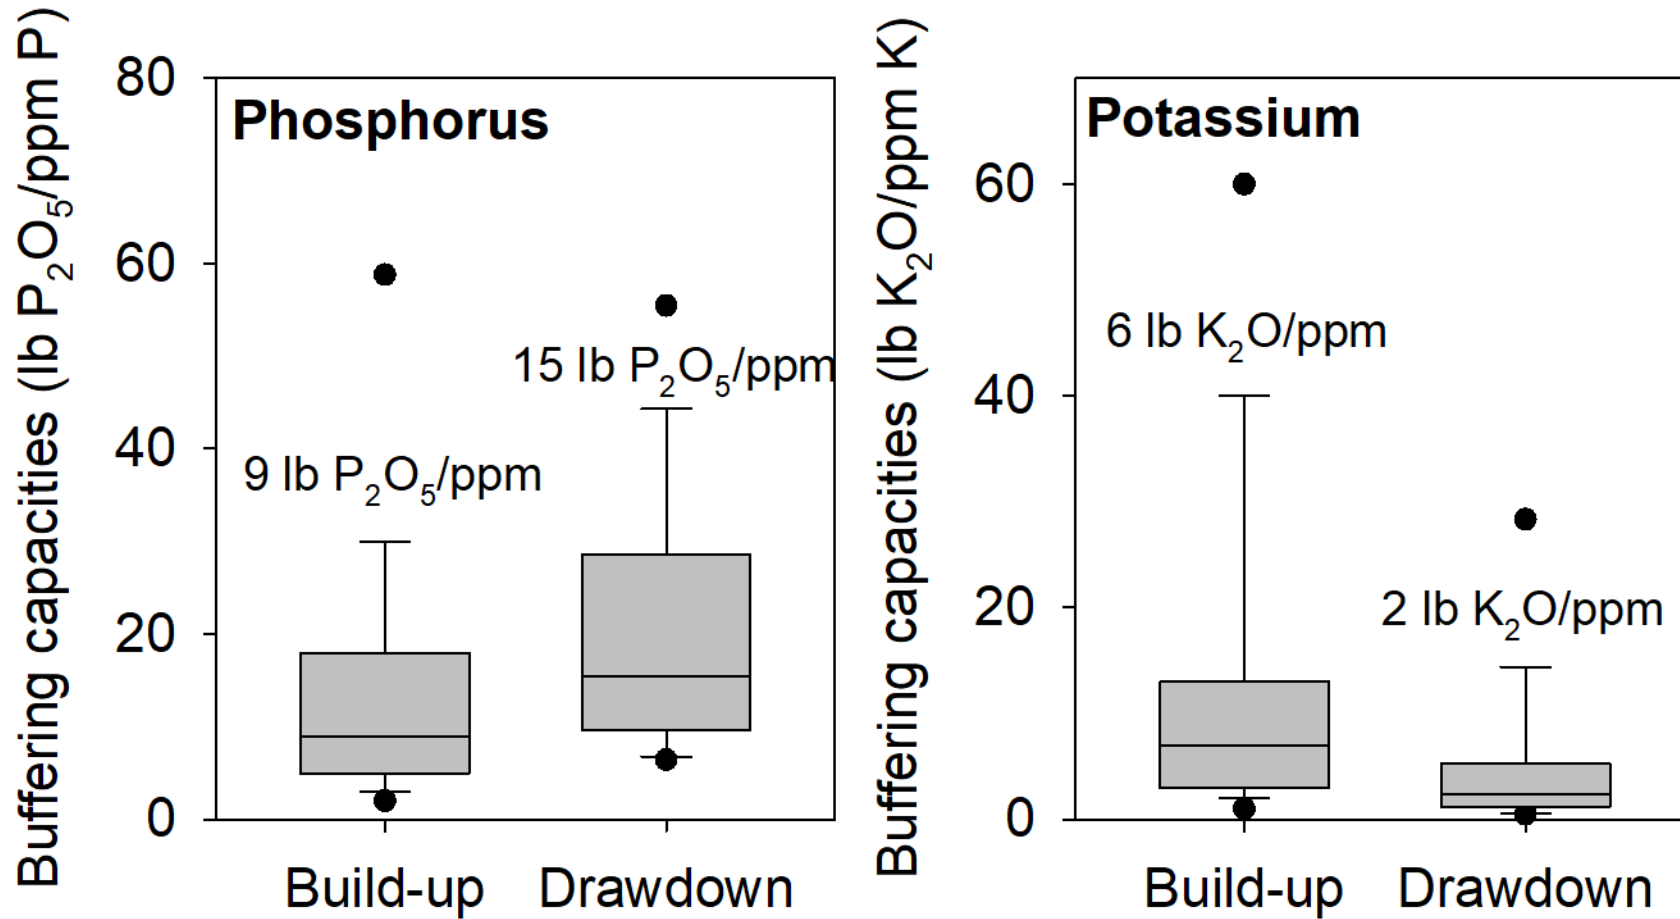 Buffering capacities (lb P₂O₅/ppm P)
80
60
40
20
0
Phosphorus
15 lb P₂O₅/ppm
9 lb P₂O₅/ppm
Build-up
Drawdown
Buffering capacities (lb K₂O/ppm K)
60
40
20
0
Potassium
6 lb K₂O/ppm
2 lb K₂O/ppm
Build-up
Drawdown